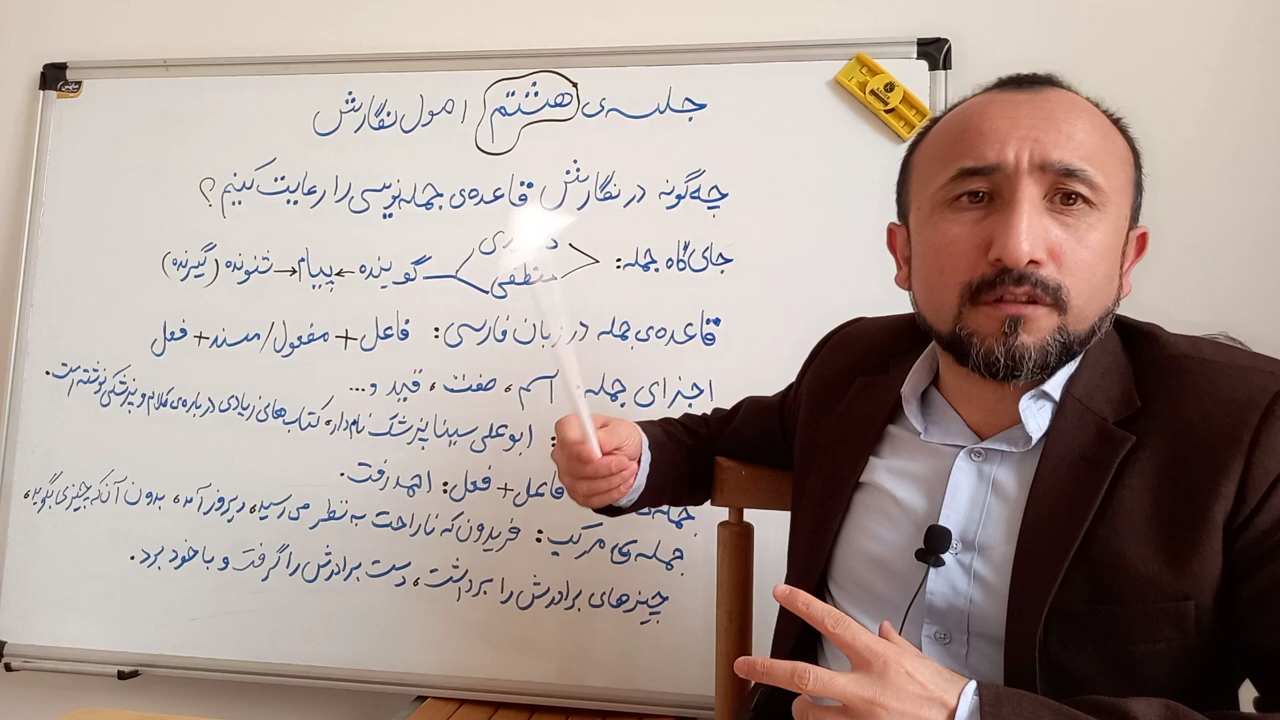 جلسه‌ی هشتم اصول نگارش
چه‌گونه در نگارش قاعده‌ی جمله‌نویسی را رعایت کنیم؟
جای‌گاه جمله: منطقی گوینده ← پیام → شنونده (گیرنده)
قاعده‌ی جمله در زبان فارسی: فاعل + مفعول/مسند + فعل
اجزای جمله: اسم، صفت، قید و...
: ابوعلی سینا پزشک نام‌دار، کتاب‌های زیادی درباره‌ی کلام و پزشکی نوشته است.
فاعل + فعل: احمد رفت.
جمله‌ی مرکب: فریدون که ناراحت به نظر می‌رسید، دیروز آمد، بدون آن‌که چیزی بگوید،
چیزهای برادرش را برداشت، دست برادرش را گرفت و با خود برد.